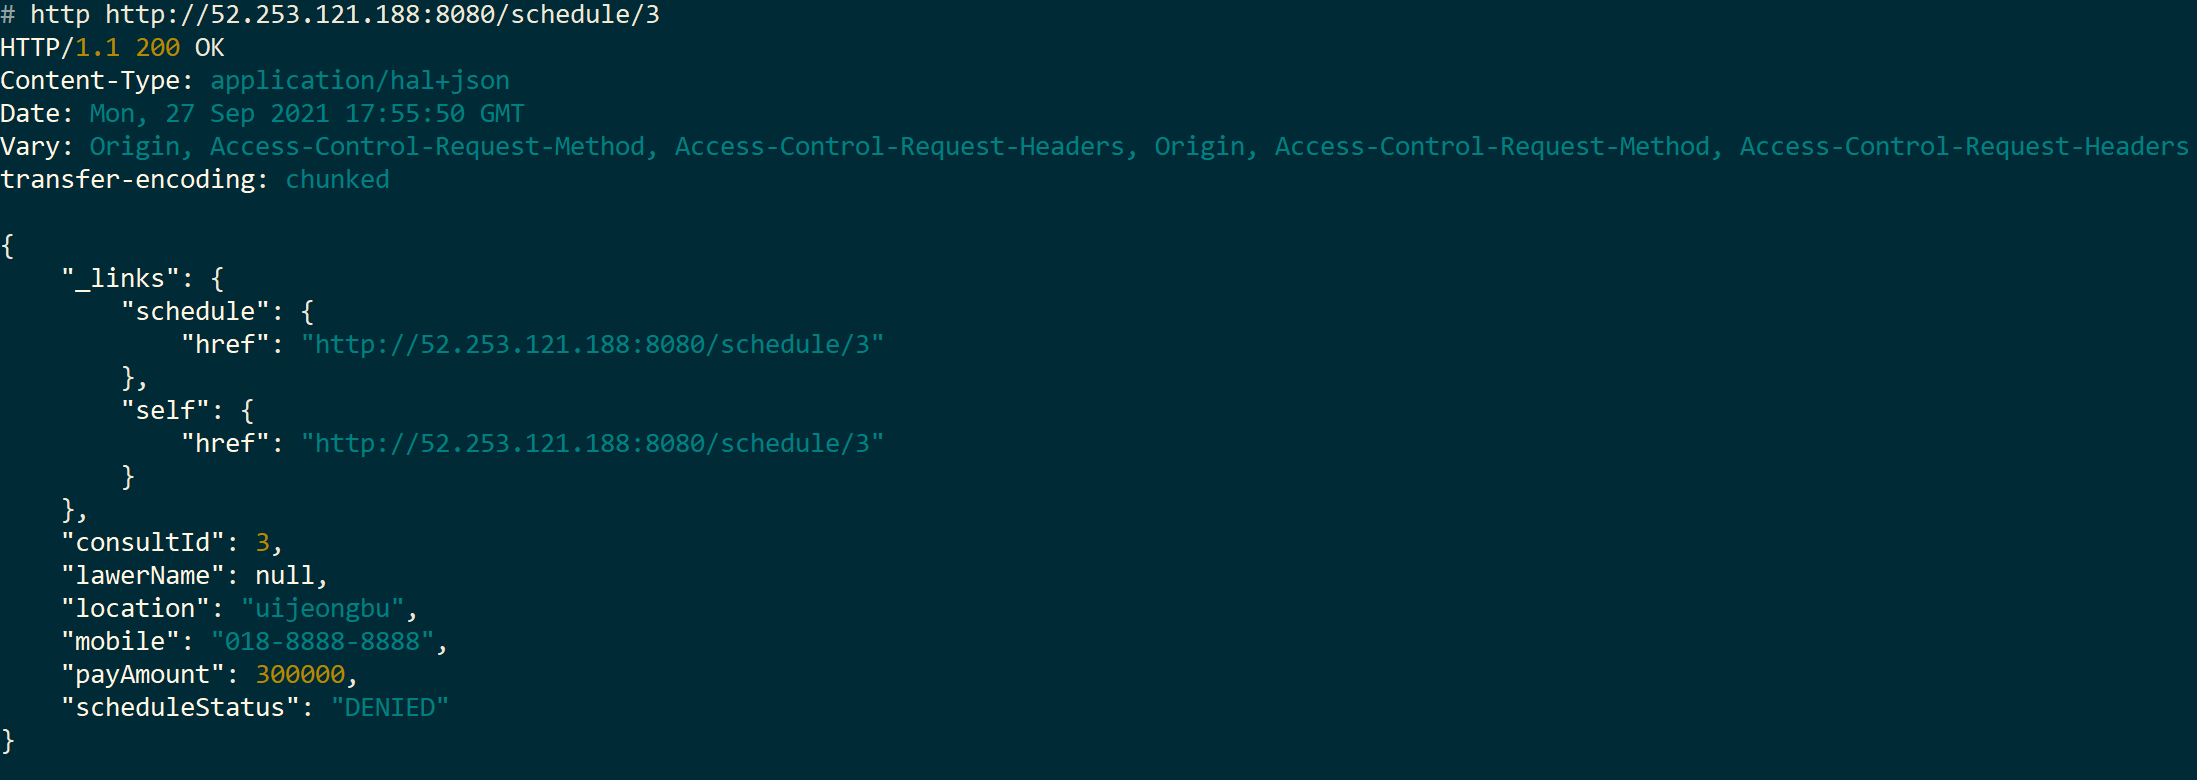 # http http://52.253.121.188:8080/schedule/3
HTTP/1.1 200 OK
Content-Type: application/hal+json
Date: Mon, 27 Sep 2021 17:55:50 GMT
Vary: Origin, Access-Control-Request-Method, Access-Control-Request-Headers, Origin, Access-Control-Request-Method, Access-Control-Request-Headers
transfer-encoding: chunked

{
    "_links": {
        "schedule": {
            "href": "http://52.253.121.188:8080/schedule/3"
        },
        "self": {
            "href": "http://52.253.121.188:8080/schedule/3"
        }
    },
    "consultId": 3,
    "lawerName": null,
    "location": "uijeongbu",
    "mobile": "018-8888-8888",
    "payAmount": 300000,
    "scheduleStatus": "DENIED"
}